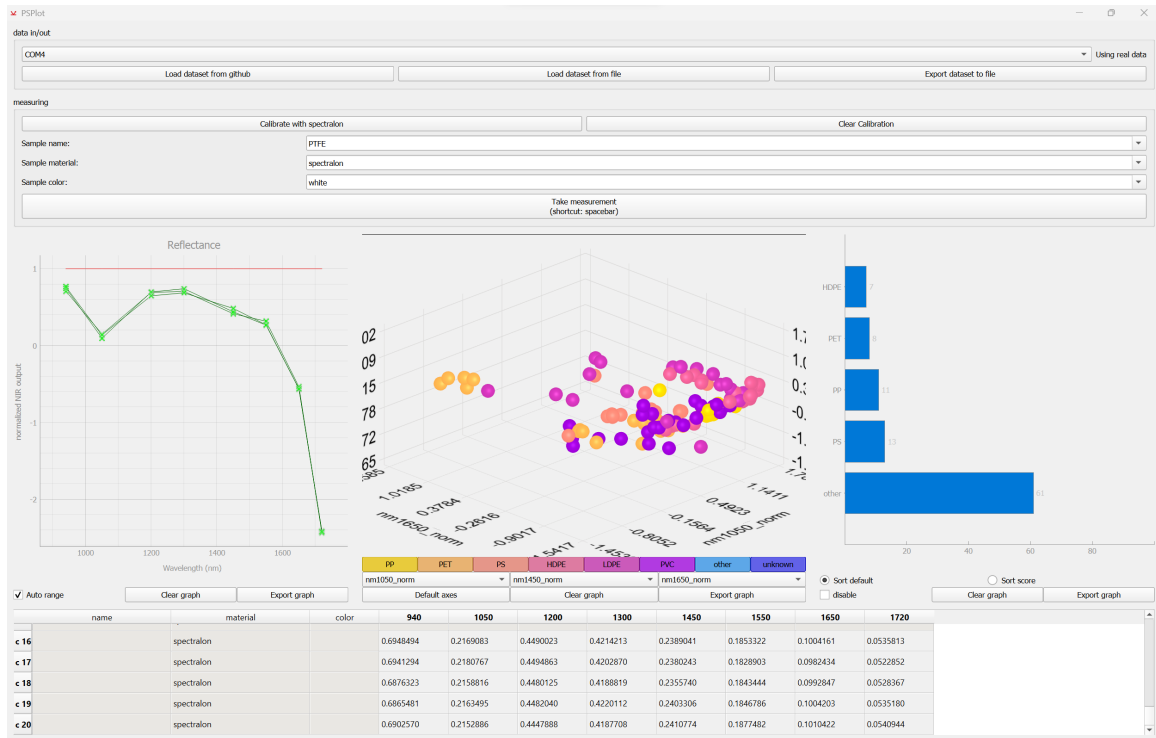 PSPlot
data in/out
COM4
Using real data
Load dataset from github
Load dataset from file
Export dataset to file
measuring
Calibrate with spectralon
Clear Calibration
Sample name:
PTFE
Sample material:
spectralon
Sample color:
white
Take measurement
(shortcut: spacebar)
Reflectance
normalized NIR output
1
0
-1
-2
1000
1200
1400
1600
Wavelength (nm)
02
09
15
78
72
65
1.0185
0.3784
-0.2616
-0.9017
nm1650_norm
1.1411
0.4923
-0.1564
-0.8052
nm1050_norm
HDPE 7
PET 8
PP 11
PS 13
other 61
20
40
60
80
PP
PET
PS
HDPE
LDPE
PVC
other
unknown
nm1050_norm
nm1450_norm
nm1650_norm
Sort default
Sort score
Auto range
Clear graph
Export graph
Default axes
Clear graph
Export graph
disable
Clear graph
Export graph
name material color 940 1050 1200 1300 1450 1550 1650 1720
c 16 spectralon 0.6948494 0.2169083 0.4490023 0.4214213 0.2389041 0.1853322 0.1004161 0.0535813
c 17 spectralon 0.6941294 0.2180767 0.4494863 0.4202870 0.2380243 0.1828903 0.0982434 0.0522852
c 18 spectralon 0.6876323 0.2158816 0.4480125 0.4188819 0.2355740 0.1843444 0.0992847 0.0528367
c 19 spectralon 0.6865481 0.2163495 0.4482040 0.4220112 0.2403306 0.1846786 0.1004203 0.0535180
c 20 spectralon 0.6902570 0.2152886 0.4447888 0.4187708 0.2410774 0.1877482 0.1010422 0.0540944